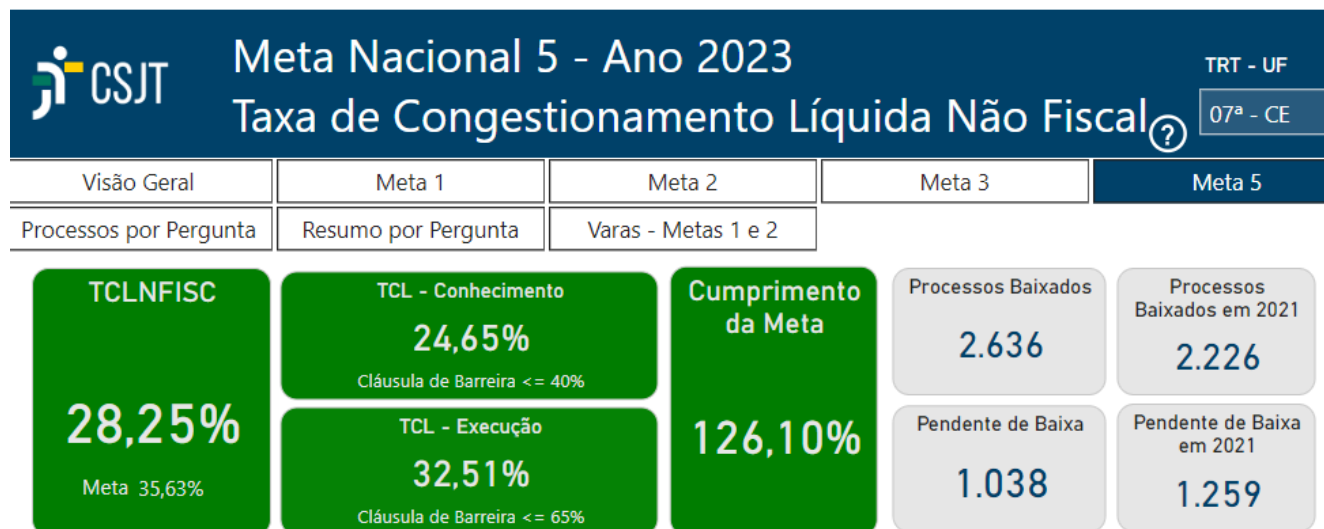 CSJT
Meta Nacional 5 - Ano 2023
Taxa de Congestionamento Líquida Não Fiscal ?
TRT - UF
07ª - CE
Visão Geral
Meta 1
Meta 2
Meta 3
Meta 5
Processos por Pergunta
Resumo por Pergunta
Varas - Metas 1 e 2
TCLNFISC
28,25%
Meta 35,63%
TCL - Conhecimento
24,65%
Cláusula de Barreira <= 40%
TCL - Execução
32,51%
Cláusula de Barreira <= 65%
Cumprimento
da Meta
126,10%
Processos Baixados
2.636
Processos
Baixados em 2021
2.226
Pendente de Baixa
1.038
Pendente de Baixa
em 2021
1.259